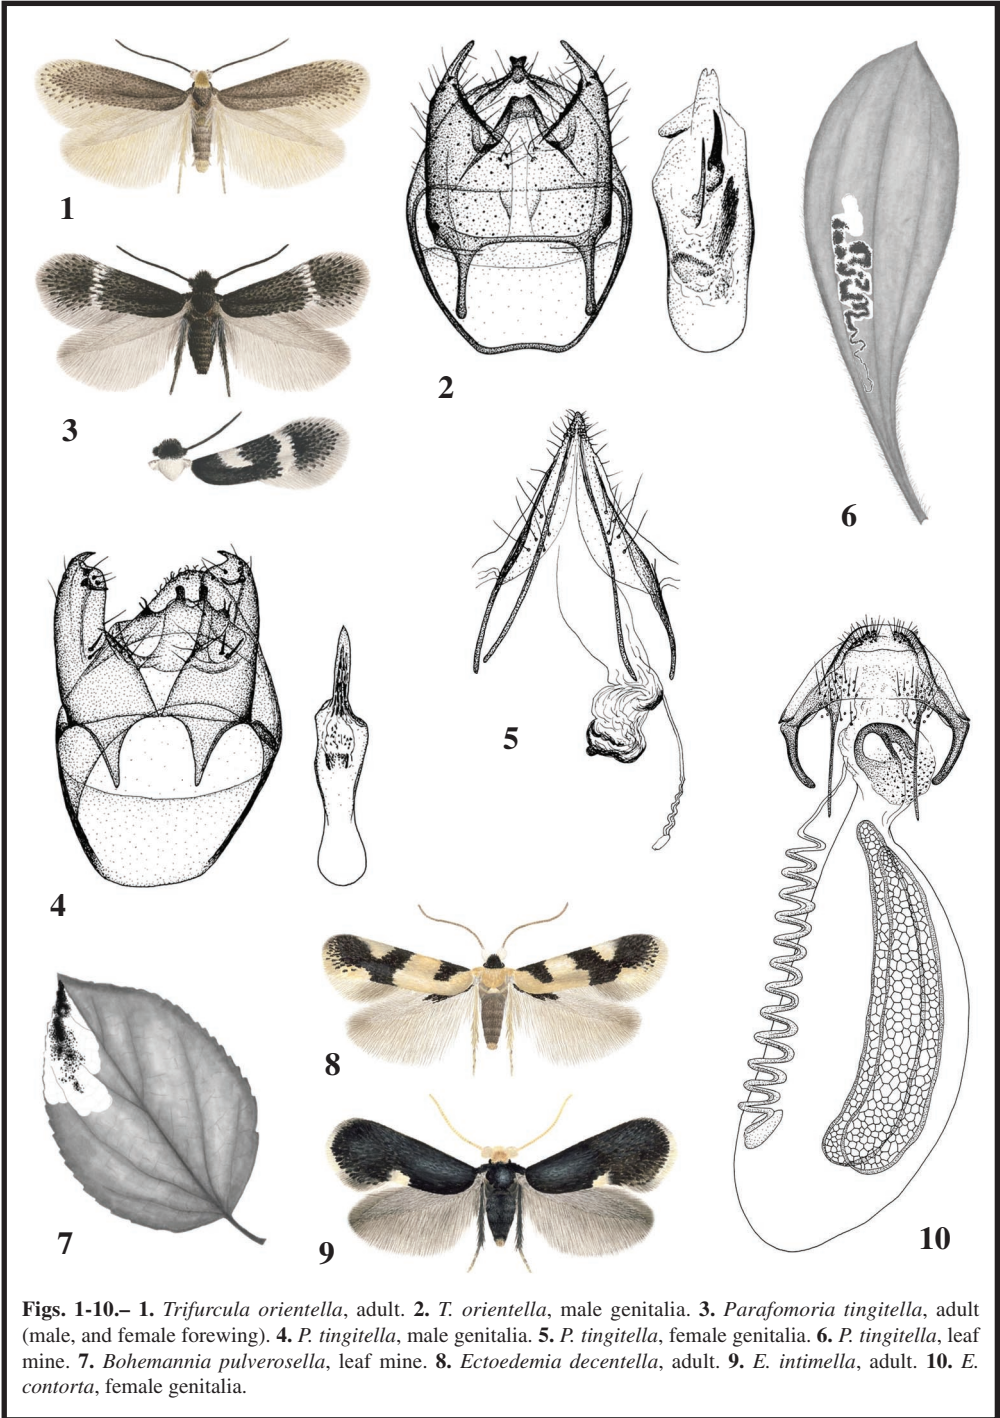 1
2
3
6
5
4
8
7
9
10
Figs. 1-10.– 1. Trifurcula orientella, adult. 2. T. orientella, male genitalia. 3. Parafomoria tingitella, adult
(male, and female forewing). 4. P. tingitella, male genitalia. 5. P. tingitella, female genitalia. 6. P. tingitella, leaf
mine. 7. Bohemannia pulverosella, leaf mine. 8. Ectoedemia decentella, adult. 9. E. intimella, adult. 10. E.
contorta, female genitalia.